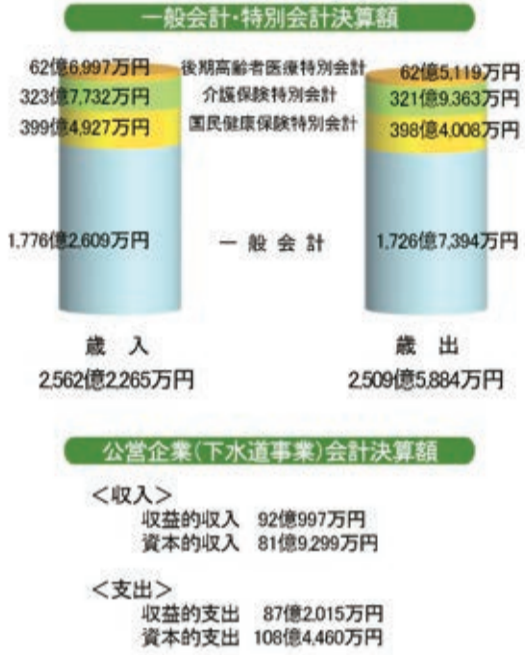 一般会計・特別会計決算額
62億6,997万円 後期高齢者医療特別会計 62億5,119万円
323億7,732万円 介護保険特別会計 321億9,363万円
399億4,927万円 国民健康保険特別会計 398億4,008万円
1,776億2,609万円 一般会計 1,726億7,394万円
歳入 歳出
2,562億2,265万円 2,509億5,884万円
公営企業(下水道事業)会計決算額
<収入>
収益的収入 92億997万円
資本的収入 81億9,299万円
<支出>
収益的支出 87億2,015万円
資本的支出 108億4,460万円